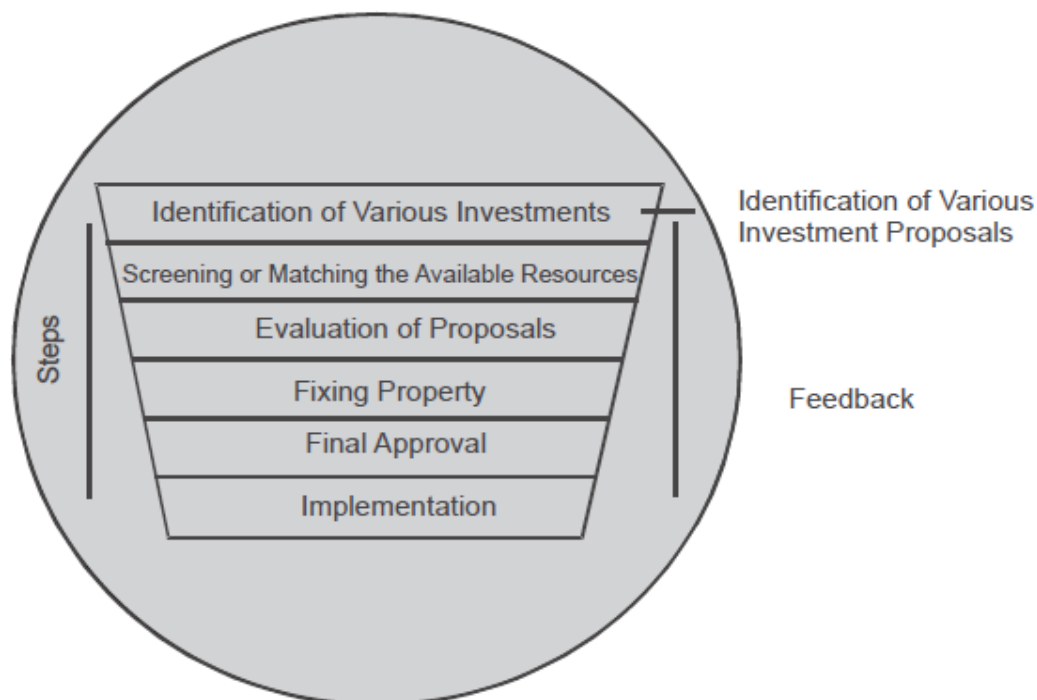 Identification of Various Investments
Identification of Various
Investment Proposals
Screening or Matching the Available Resources
Evaluation of Proposals
Steps
Fixing Property
Feedback
Final Approval
Implementation